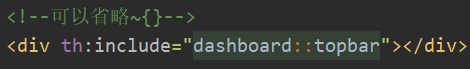 <!--可以省略~{}-->
<div th:include="dashboard::topbar"></div>